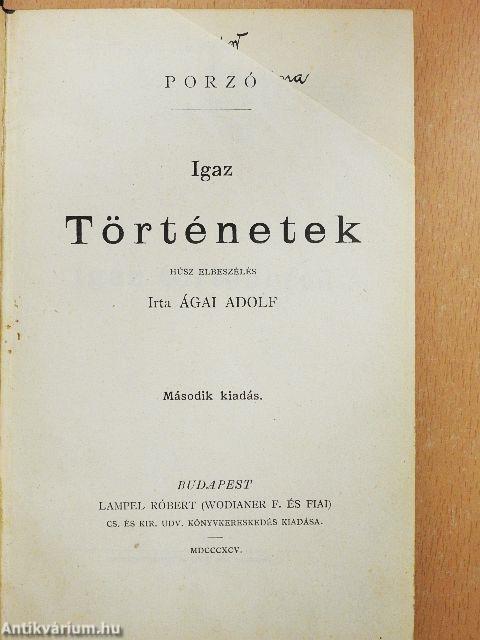 PORZÓ
Igaz
Történetek
HÚSZ ELBESZÉLÉS
Irta ÁGAI ADOLF
Második kiadás.
BUDAPEST
LAMPEL RÓBERT (WODIANER F. ÉS FIAI)
CS. ÉS KIR. UDV. KÖNYVKERESKEDÉS KIADÁSA.
MDCCCXCV.
Antikvárium.hu